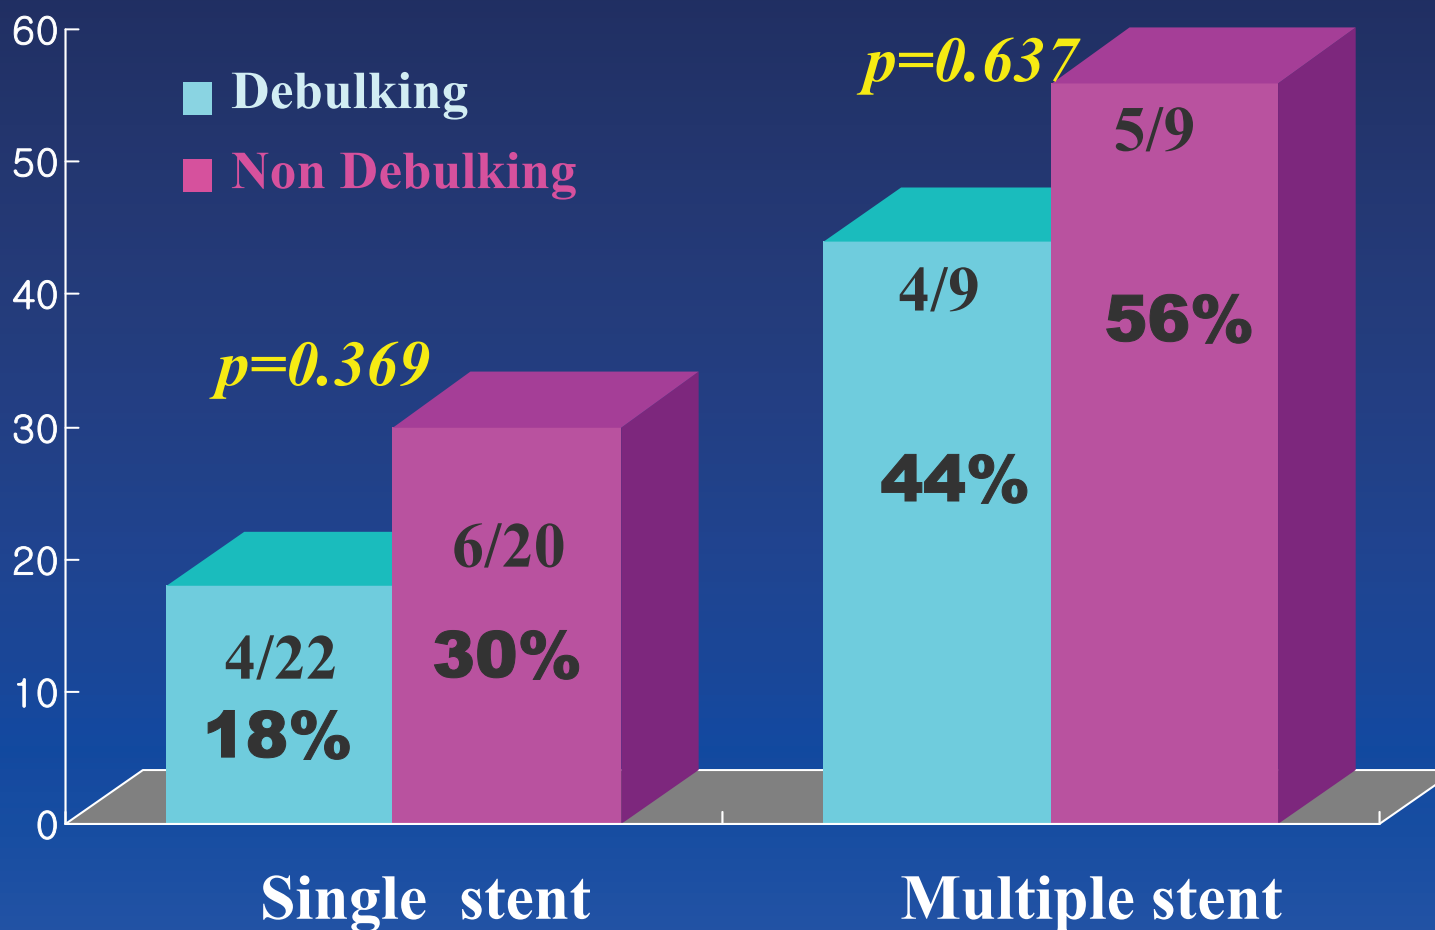 60
50
40
30
20
10
0
Debulking
Non Debulking
p=0.369
p=0.637
4/22
18%
6/20
30%
4/9
44%
5/9
56%
Single stent
Multiple stent